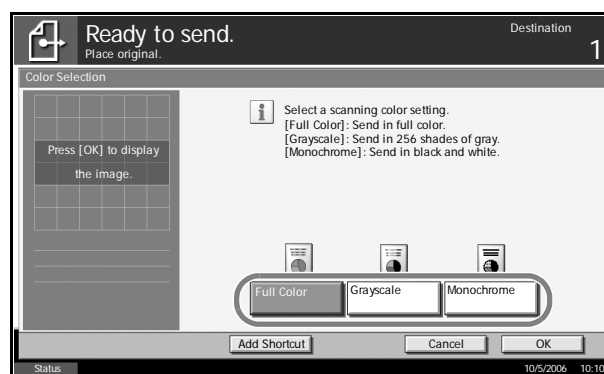 Ready to send.
Place original.
Destination
1
Color Selection
Press [OK] to display
the image.
Select a scanning color setting.
[Full Color]: Send in full color.
[Grayscale]: Send in 256 shades of gray.
[Monochrome]: Send in black and white.
Full Color
Grayscale
Monochrome
Add Shortcut
Cancel
OK
Status
10/5/2006 10:10